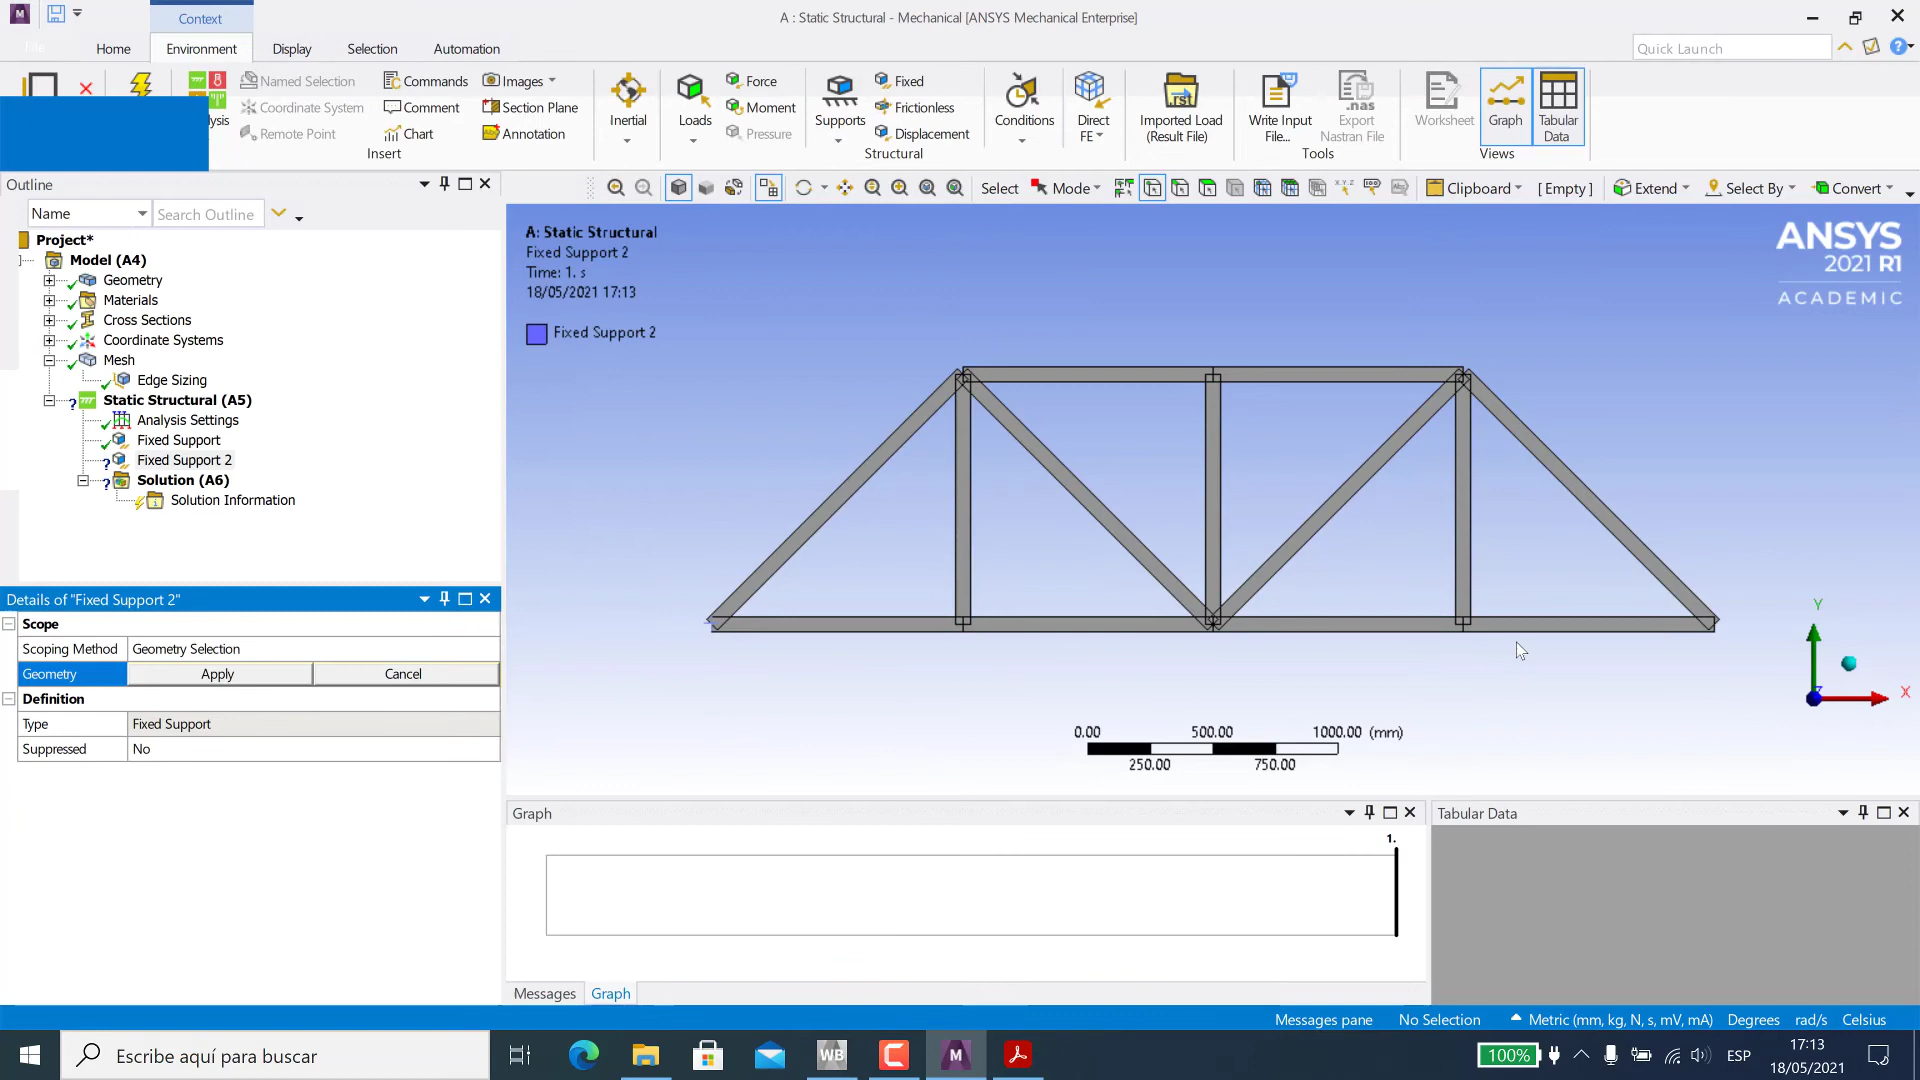 A : Static Structural - Mechanical [ANSYS Mechanical Enterprise]
Context
File
Home
Environment
Display
Selection
Automation
Quick Launch
Named Selection
Coordinate System
Remote Point
Commands
Comment
Chart
Images
Section Plane
Annotation
Insert
Inertial
Loads
Force
Moment
Pressure
Supports
Fixed
Frictionless
Displacement
Structural
Conditions
Direct
FE
Imported Load
(Result File)
Write Input
File...
Export
Nastran File
Tools
Worksheet
Graph
Tabular
Data
Views
Outline
Select
Mode
Clipboard
[ Empty ]
Extend
Select By
Convert
Name
Search Outline
Project*
Model (A4)
Geometry
Materials
Cross Sections
Coordinate Systems
Mesh
Edge Sizing
Static Structural (A5)
Analysis Settings
Fixed Support
Fixed Support 2
Solution (A6)
Solution Information
A: Static Structural
Fixed Support 2
Time: 1. s
18/05/2021 17:13
Fixed Support 2
ANSYS
2021 R1
ACADEMIC
Y
X
0.00
500.00
1000.00 (mm)
250.00
750.00
Details of "Fixed Support 2"
Scope
Scoping Method
Geometry Selection
Geometry
Apply
Cancel
Definition
Type
Fixed Support
Suppressed
No
Graph
1.
Tabular Data
Messages
Graph
Messages pane
No Selection
Metric (mm, kg, N, s, mV, mA)
Degrees
rad/s
Celsius
Escribe aquí para buscar
WB
M
100%
ESP
17:13
18/05/2021